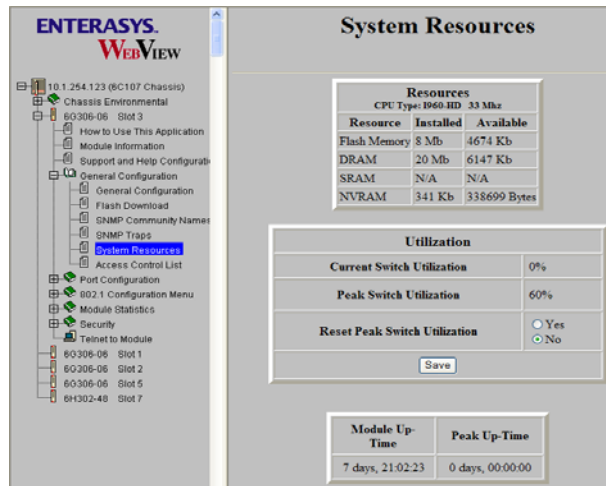 ENTERASYS.
WEBVIEW
10.1.254.123 (6C107 Chassis)
Chassis Environmental
6G306-06 Slot 3
How to Use This Application
Module Information
Support and Help Configurati
General Configuration
General Configuration
Flash Download
SNMP Community Names
SNMP Traps
System Resources
Access Control List
Port Configuration
802.1 Configuration Menu
Module Statistics
Security
Telnet to Module
6G306-06 Slot 1
6G306-06 Slot 2
6G306-06 Slot 5
6H302-48 Slot 7
System Resources
Resources
CPU Type: I960-HD 33 Mhz
Resource Installed Available
Flash Memory 8 Mb 4674 Kb
DRAM 20 Mb 6147 Kb
SRAM N/A N/A
NVRAM 341 Kb 338699 Bytes
Utilization
Current Switch Utilization 0%
Peak Switch Utilization 60%
Reset Peak Switch Utilization Yes
No
Save
Module Up-Time Peak Up-Time
7 days, 21:02:23 0 days, 00:00:00